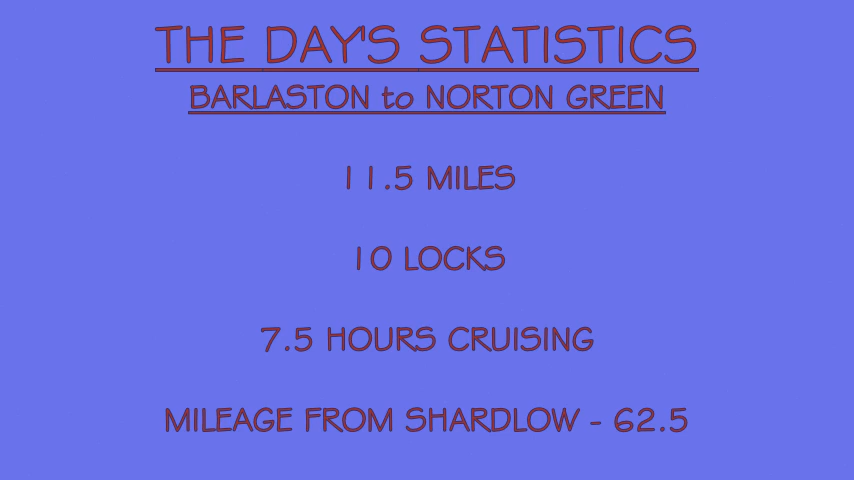 THE DAY'S STATISTICS
BARLASTON to NORTON GREEN
11.5 MILES
10 LOCKS
7.5 HOURS CRUISING
MILEAGE FROM SHARDLOW - 62.5